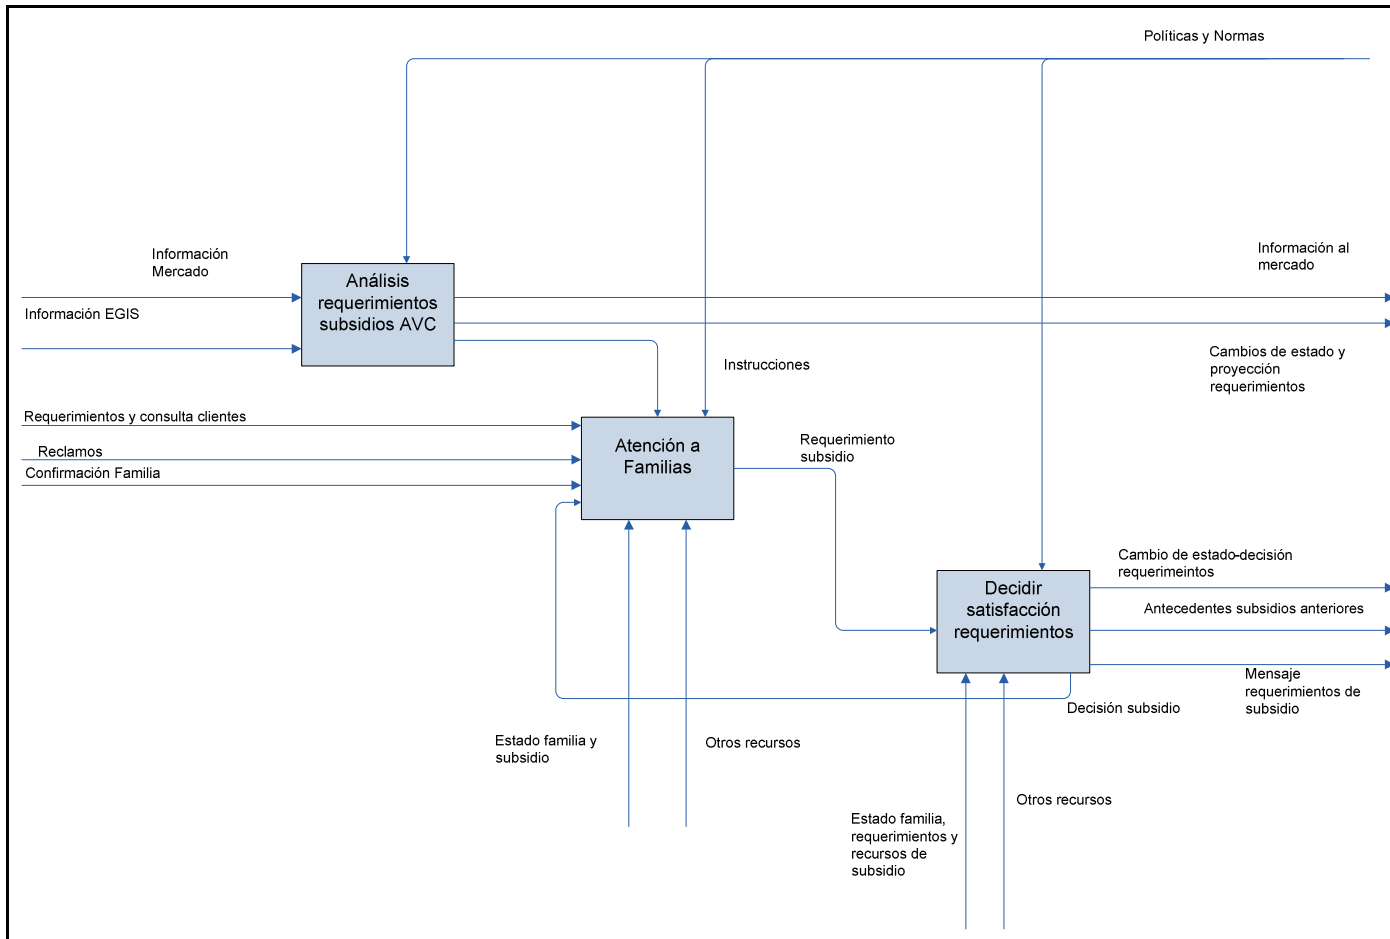 Políticas y Normas
Información
Mercado
Información al
mercado
Análisis
requerimientos
subsidios AVC
Información EGIS
Cambios de estado y
proyección
requerimientos
Instrucciones
Requerimientos y consulta clientes
Reclamos
Confirmación Familia
Atención a
Familias
Requerimiento
subsidio
Cambio de estado-decisión
requerimeintos
Decidir
satisfacción
requerimientos
Antecedentes subsidios anteriores
Mensaje
requerimientos de
subsidio
Decisión subsidio
Estado familia y
subsidio
Otros recursos
Otros recursos
Estado familia,
requerimientos y
recursos de
subsidio